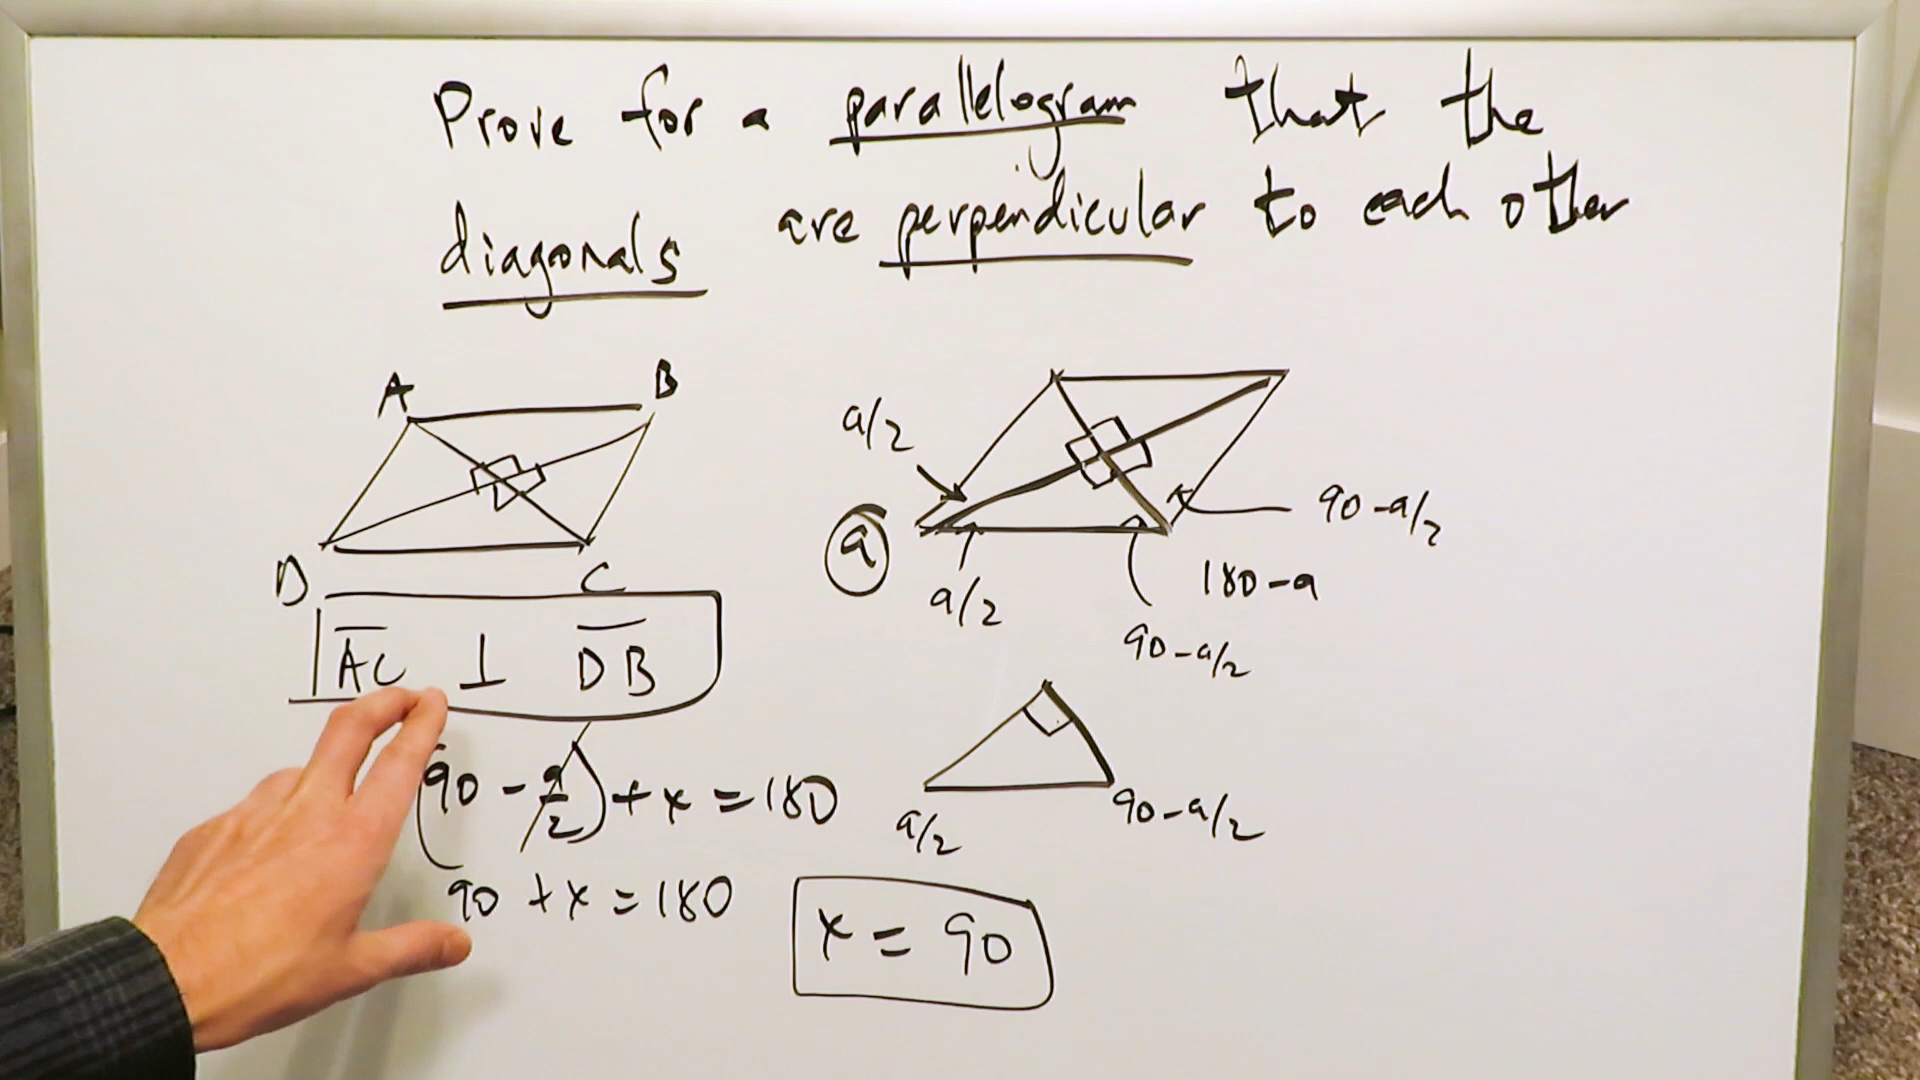 Prove for a parallelogram that the
diagonals are perpendicular to each other
A B
D C
AC ⊥ DB
a/2
a
a/2
90-a/2
180-a
90-a/2
(90 - a/2) + x = 180
90 + x = 180
a/2
90-a/2
x = 90